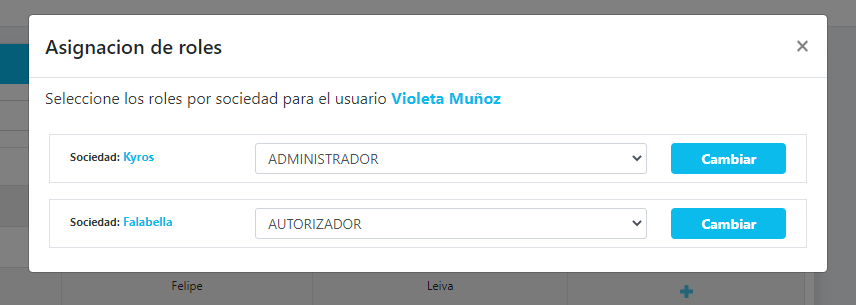 Asignacion de roles
×
Seleccione los roles por sociedad para el usuario Violeta Muñoz
Sociedad: Kyros ADMINISTRADOR Cambiar
Sociedad: Falabella AUTORIZADOR Cambiar
Felipe Leiva